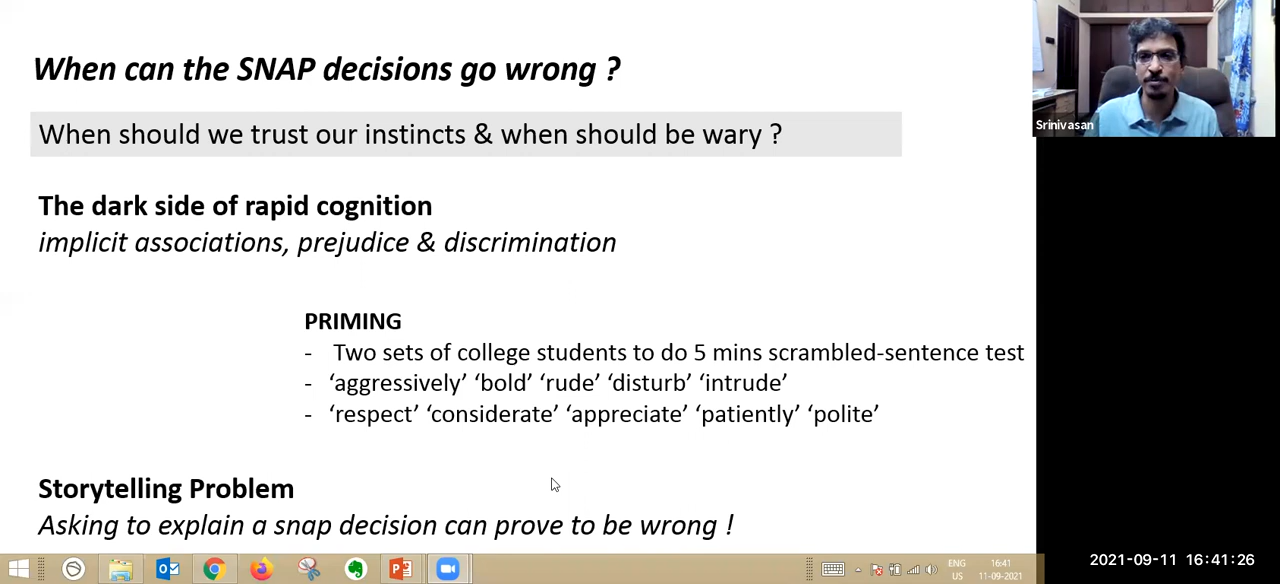 When can the SNAP decisions go wrong ?
When should we trust our instincts & when should be wary ?
The dark side of rapid cognition
implicit associations, prejudice & discrimination
PRIMING
- Two sets of college students to do 5 mins scrambled-sentence test
- ‘aggressively’ ‘bold’ ‘rude’ ‘disturb’ ‘intrude’
- ‘respect’ ‘considerate’ ‘appreciate’ ‘patiently’ ‘polite’
Storytelling Problem
Asking to explain a snap decision can prove to be wrong !
Srinivasan
ENG
US
16:41
11-09-2021
2021-09-11 16:41:26